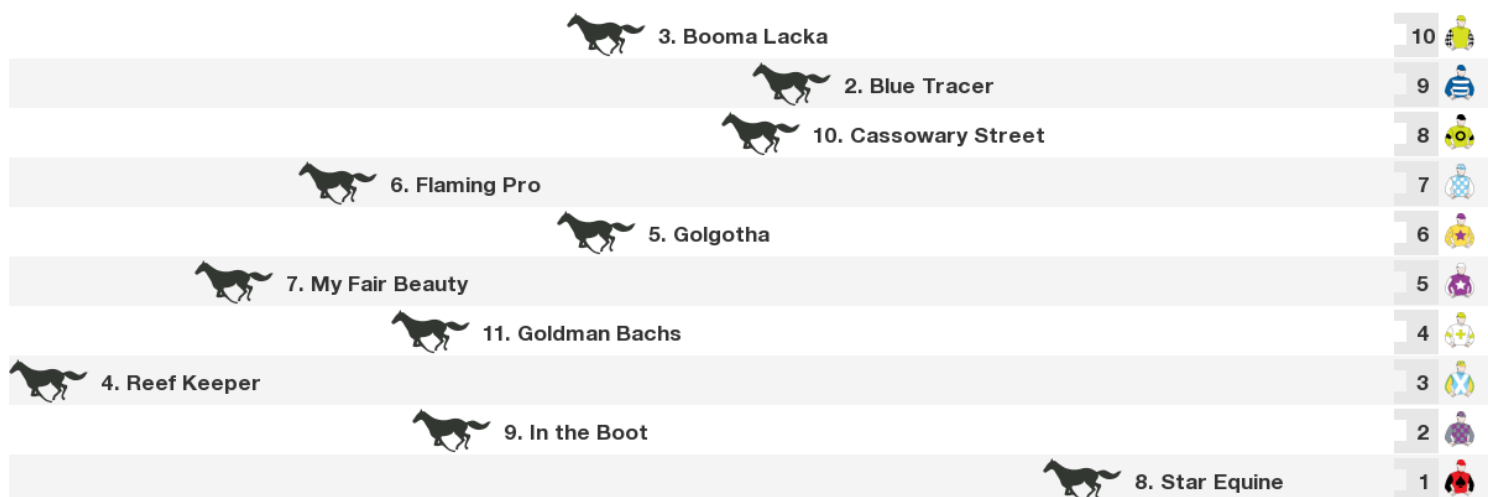 3. Booma Lacka 10
2. Blue Tracer 9
10. Cassowary Street 8
6. Flaming Pro 7
5. Golgotha 6
7. My Fair Beauty 5
11. Goldman Bachs 4
4. Reef Keeper 3
9. In the Boot 2
8. Star Equine 1